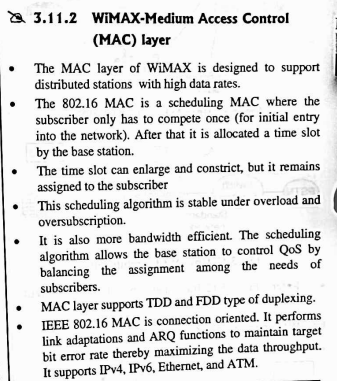 3.11.2 WiMAX-Medium Access Control
(MAC) layer
• The MAC layer of WiMAX is designed to support
distributed stations with high data rates.
• The 802.16 MAC is a scheduling MAC where the
subscriber only has to compete once (for initial entry
into the network). After that it is allocated a time slot
by the base station.
• The time slot can enlarge and constrict, but it remains
assigned to the subscriber
• This scheduling algorithm is stable under overload and
oversubscription.
• It is also more bandwidth efficient. The scheduling
algorithm allows the base station to control QoS by
balancing the assignment among the needs of
subscribers.
• MAC layer supports TDD and FDD type of duplexing.
• IEEE 802.16 MAC is connection oriented. It performs
link adaptations and ARQ functions to maintain target
bit error rate thereby maximizing the data throughput.
It supports IPv4, IPv6, Ethernet, and ATM.